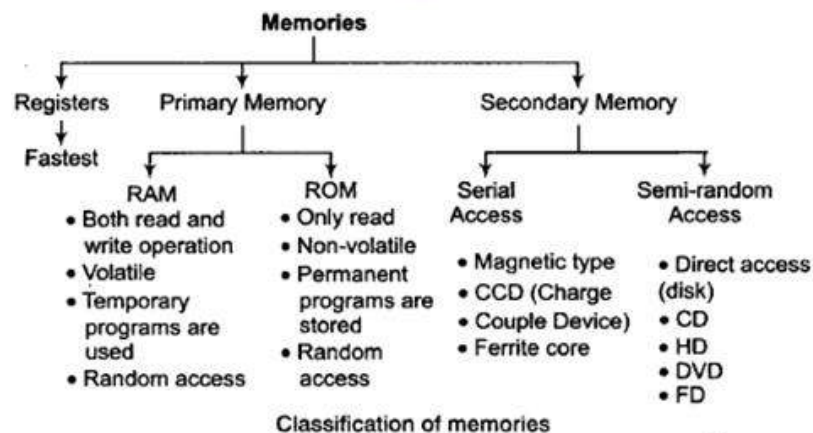 Memories
Registers
Primary Memory
Secondary Memory
Fastest
RAM
• Both read and
write operation
• Volatile
• Temporary
programs are
used
• Random access
ROM
• Only read
• Non-volatile
• Permanent
programs are
stored
• Random
access
Serial
Access
• Magnetic type
• CCD (Charge
• Couple Device)
• Ferrite core
Semi-random
Access
• Direct access
(disk)
• CD
• HD
• DVD
• FD
Classification of memories